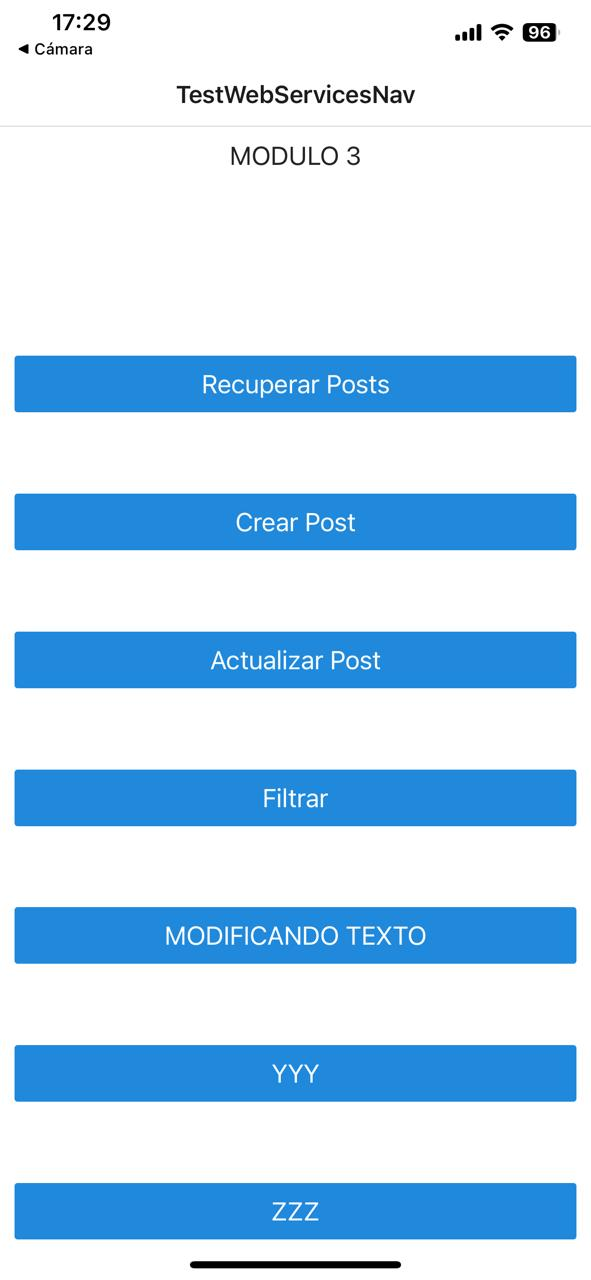 17:29
96
◀ Cámara
TestWebServicesNav
MODULO 3
Recuperar Posts
Crear Post
Actualizar Post
Filtrar
MODIFICANDO TEXTO
YYY
ZZZ